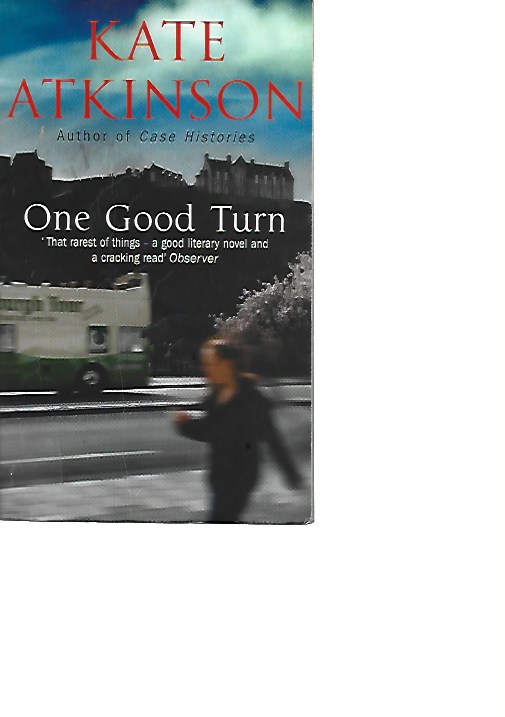 KATE
ATKINSON
Author of Case Histories
One Good Turn
'That rarest of things – a good literary novel and
a cracking read' Observer
Tour